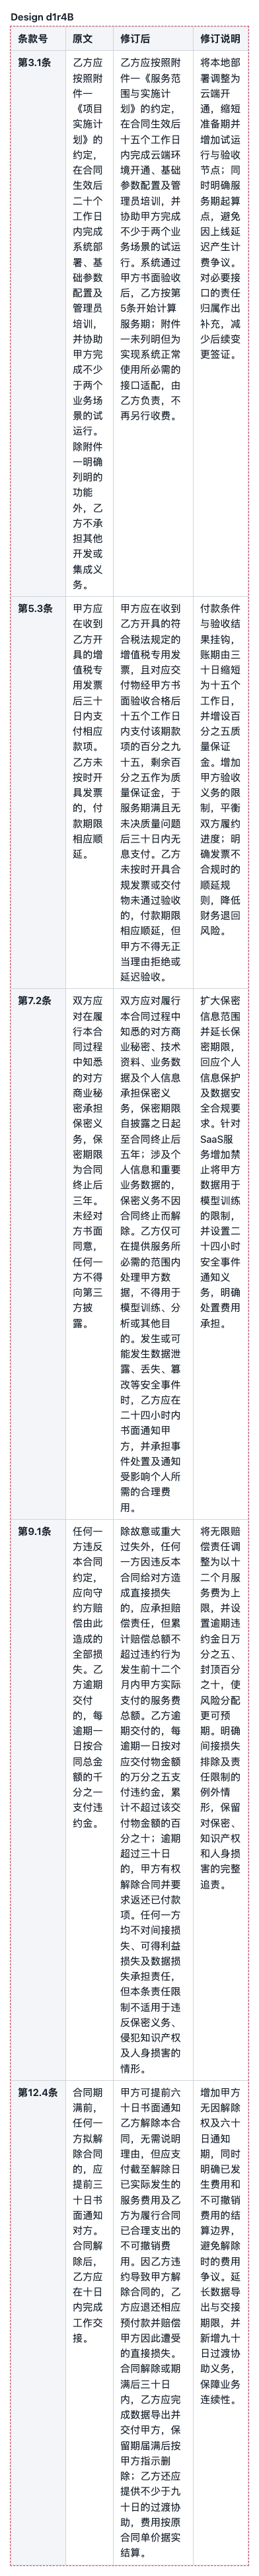 Design d1r4B
条款号
原文
修订后
修订说明
第3.1条
乙方应
按照附
件一
《项目
实施计
划》的
约定，
在合同
生效后
二十个
工作日
内完成
系统部
署、基
础参数
配置及
管理员
培训，
并协助
甲方完
成不少
于两个
业务场
景的试
运行。
除附件
一明确
列明的
功能
外，乙
方不承
担其他
开发或
集成义
务。
乙方应按照附
件一《服务范
围与实施计
划》的约定，
在合同生效后
十五个工作日
内完成云端环
境开通、基础
参数配置及管
理员培训，并
协助甲方完成
不少于两个业
务场景的试运
行。系统通过
甲方书面验收
后，乙方按第
5条开始计算
服务期；附件
一未列明但为
实现系统正常
使用所必需的
接口适配，由
乙方负责，不
再另行收费。
将本地部
署调整为
云端开
通，缩短
准备期并
增加试运
行与验收
节点；同
时明确服
务期起算
点，避免
因上线延
迟产生计
费争议。
对必要接
口的责任
归属作出
补充，减
少后续变
更签证。
第5.3条
甲方应
在收到
乙方开
具的增
值税专
用发票
后三十
日内支
付相应
款项。
乙方未
按时开
具发票
的，付
款期限
相应顺
延。
甲方应在收到
乙方开具的符
合税法规定的
增值税专用发
票，且对应交
付物经甲方书
面验收合格后
十五个工作日
内支付该期款
项的百分之九
十五，剩余百
分之五作为质
量保证金，于
服务期满且无
未决质量问题
后三十日内无
息支付。乙方
未按时开具合
规发票或交付
物未通过验收
的，付款期限
相应顺延，但
甲方不得无正
当理由拒绝或
延迟验收。
付款条件
与验收结
果挂钩，
账期由三
十日缩短
为十五个
工作日，
并增设百
分之五质
量保证
金。增加
甲方验收
义务的限
制，平衡
双方履约
进度；明
确发票不
合规时的
顺延规
则，降低
财务退回
风险。
第7.2条
双方应
对在履
行本合
同过程
中知悉
的对方
商业秘
密承担
保密义
务，保
密期限
为合同
终止后
三年。
未经对
方书面
同意，
任何一
方不得
向第三
方披
露。
双方应对履行
本合同过程中
知悉的对方商
业秘密、技术
资料、业务数
据及个人信息
承担保密义
务，保密期限
自披露之日起
至合同终止后
五年；涉及个
人信息和重要
业务数据的，
保密义务不因
合同终止而解
除。乙方仅可
在提供服务所
必需的范围内
处理甲方数
据，不得用于
模型训练、分
析或其他目
的。发生或可
能发生数据泄
露、丢失、篡
改等安全事件
时，乙方应在
二十四小时内
书面通知甲
方，并承担事
件处置及通知
受影响个人所
需的合理费
用。
扩大保密
信息范围
并延长保
密期限，
回应个人
信息保护
及数据安
全合规要
求。针对
SaaS服
务增加禁
止将甲方
数据用于
模型训练
的限制，
并设置二
十四小时
安全事件
通知义
务，明确
处置费用
承担。
第9.1条
任何一
方违反
本合同
约定，
应向守
约方赔
偿由此
造成的
全部损
失。乙
方逾期
交付
的，每
逾期一
日按合
同总金
额的千
分之一
支付违
约金。
除故意或重大
过失外，任何
一方因违反本
合同给对方造
成直接损失
的，应承担赔
偿责任，但累
计赔偿总额不
超过违约行为
发生前十二个
月内甲方实际
支付的服务费
总额。乙方逾
期交付的，每
逾期一日按对
应交付物金额
的万分之五支
付违约金，累
计不超过该交
付物金额的百
分之十；逾期
超过三十日
的，甲方有权
解除合同并要
求返还已付款
项。任何一方
均不对间接损
失、可得利益
损失及数据损
失承担责任，
但本条责任限
制不适用于违
反保密义务、
侵犯知识产权
及人身损害的
情形。
将无限赔
偿责任调
整为以十
二个月服
务费为上
限，并设
置逾期违
约金日万
分之五、
封顶百分
之十，使
风险分配
更可预
期。明确
间接损失
排除及责
任限制的
例外情
形，保留
对保密、
知识产权
和人身损
害的完整
追责。
第12.4条
合同期
满前，
任何一
方拟解
除合同
的，应
提前三
十日书
面通知
对方。
合同解
除后，
乙方应
在十日
内完成
工作交
接。
甲方可提前六
十日书面通知
乙方解除本合
同，无需说明
理由，但应支
付截至解除日
已实际发生的
服务费用及乙
方为履行合同
已合理支出的
不可撤销费
用。因乙方违
约导致甲方解
除合同的，乙
方应退还相应
预付款并赔偿
甲方因此遭受
的直接损失。
合同解除或期
满后三十日
内，乙方应完
成数据导出并
交付甲方，保
留期届满后按
甲方指示删
除；乙方还应
提供不少于九
十日的过渡协
助，费用按原
合同单价据实
结算。
增加甲方
无因解除
权及六十
日通知
期，同时
明确已发
生费用和
不可撤销
费用的结
算边界，
避免解除
时的费用
争议。延
长数据导
出与交接
期限，并
新增九十
日过渡协
助义务，
保障业务
连续性。